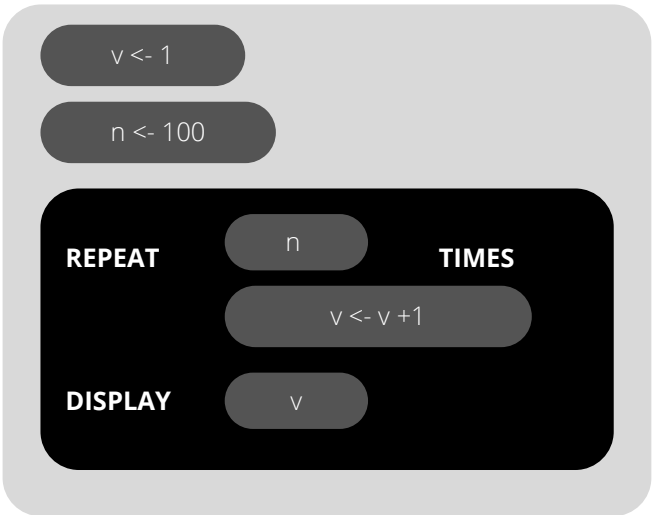 v <- 1
n <- 100
REPEAT n TIMES
v <- v +1
DISPLAY v